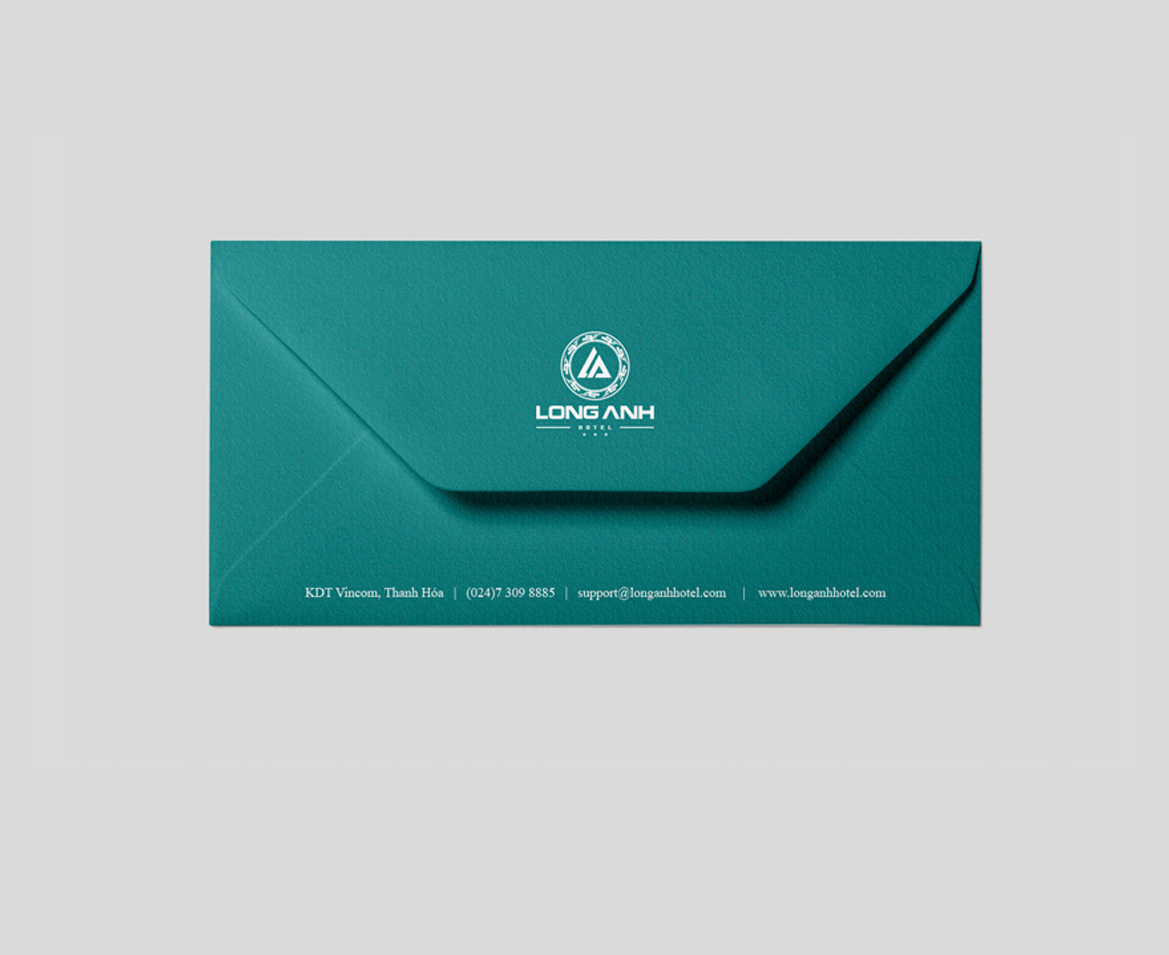 LONG ANH
HOTEL
KDT Vincom, Thanh Hóa | (024)7 309 8885 | support@longanhhotel.com | www.longanhhotel.com